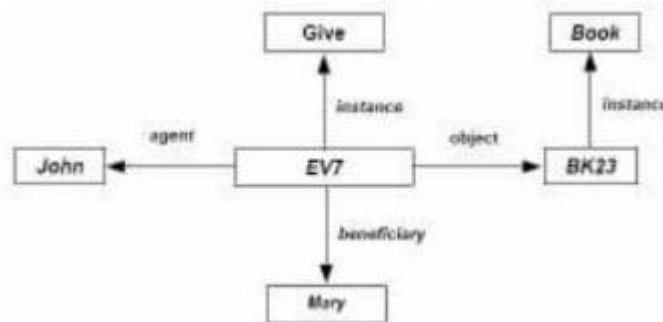 Give
Book
instance
instance
agent
object
John
EV7
BK23
beneficiary
Mary